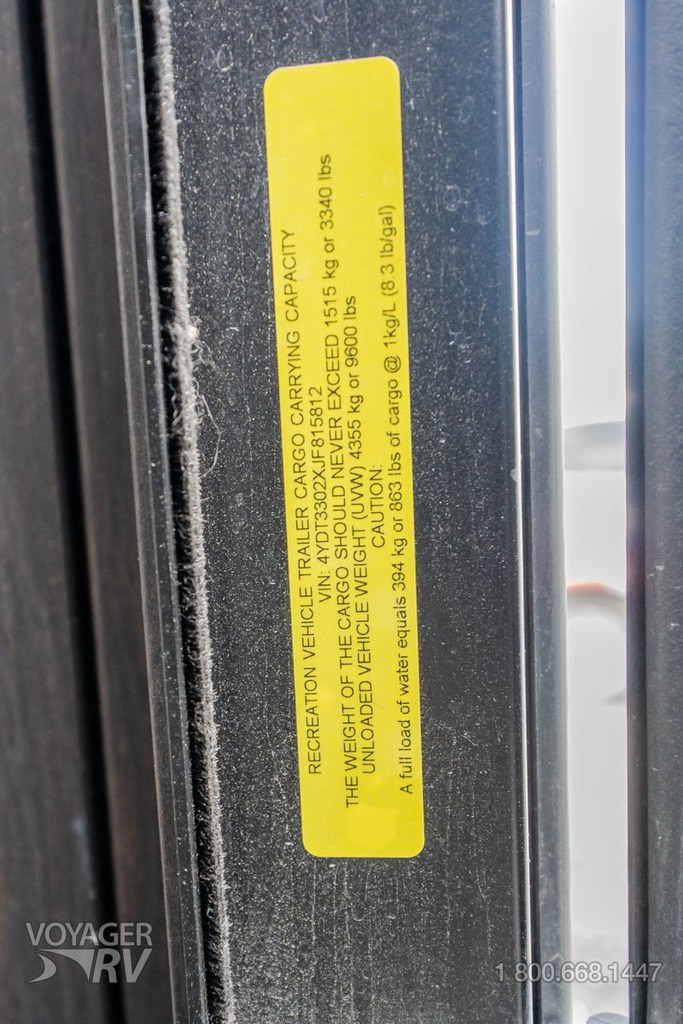 RECREATION VEHICLE TRAILER CARGO CARRYING CAPACITY
VIN: 4YDT3302XJF815812
THE WEIGHT OF THE CARGO SHOULD NEVER EXCEED 1515 kg or 3340 lbs
UNLOADED VEHICLE WEIGHT (UVW) 4355 kg or 9600 lbs
CAUTION:
A full load of water equals 394 kg or 863 lbs of cargo @ 1kg/L (8.3 lb/gal)
VOYAGER
RV
1 800.668.1447